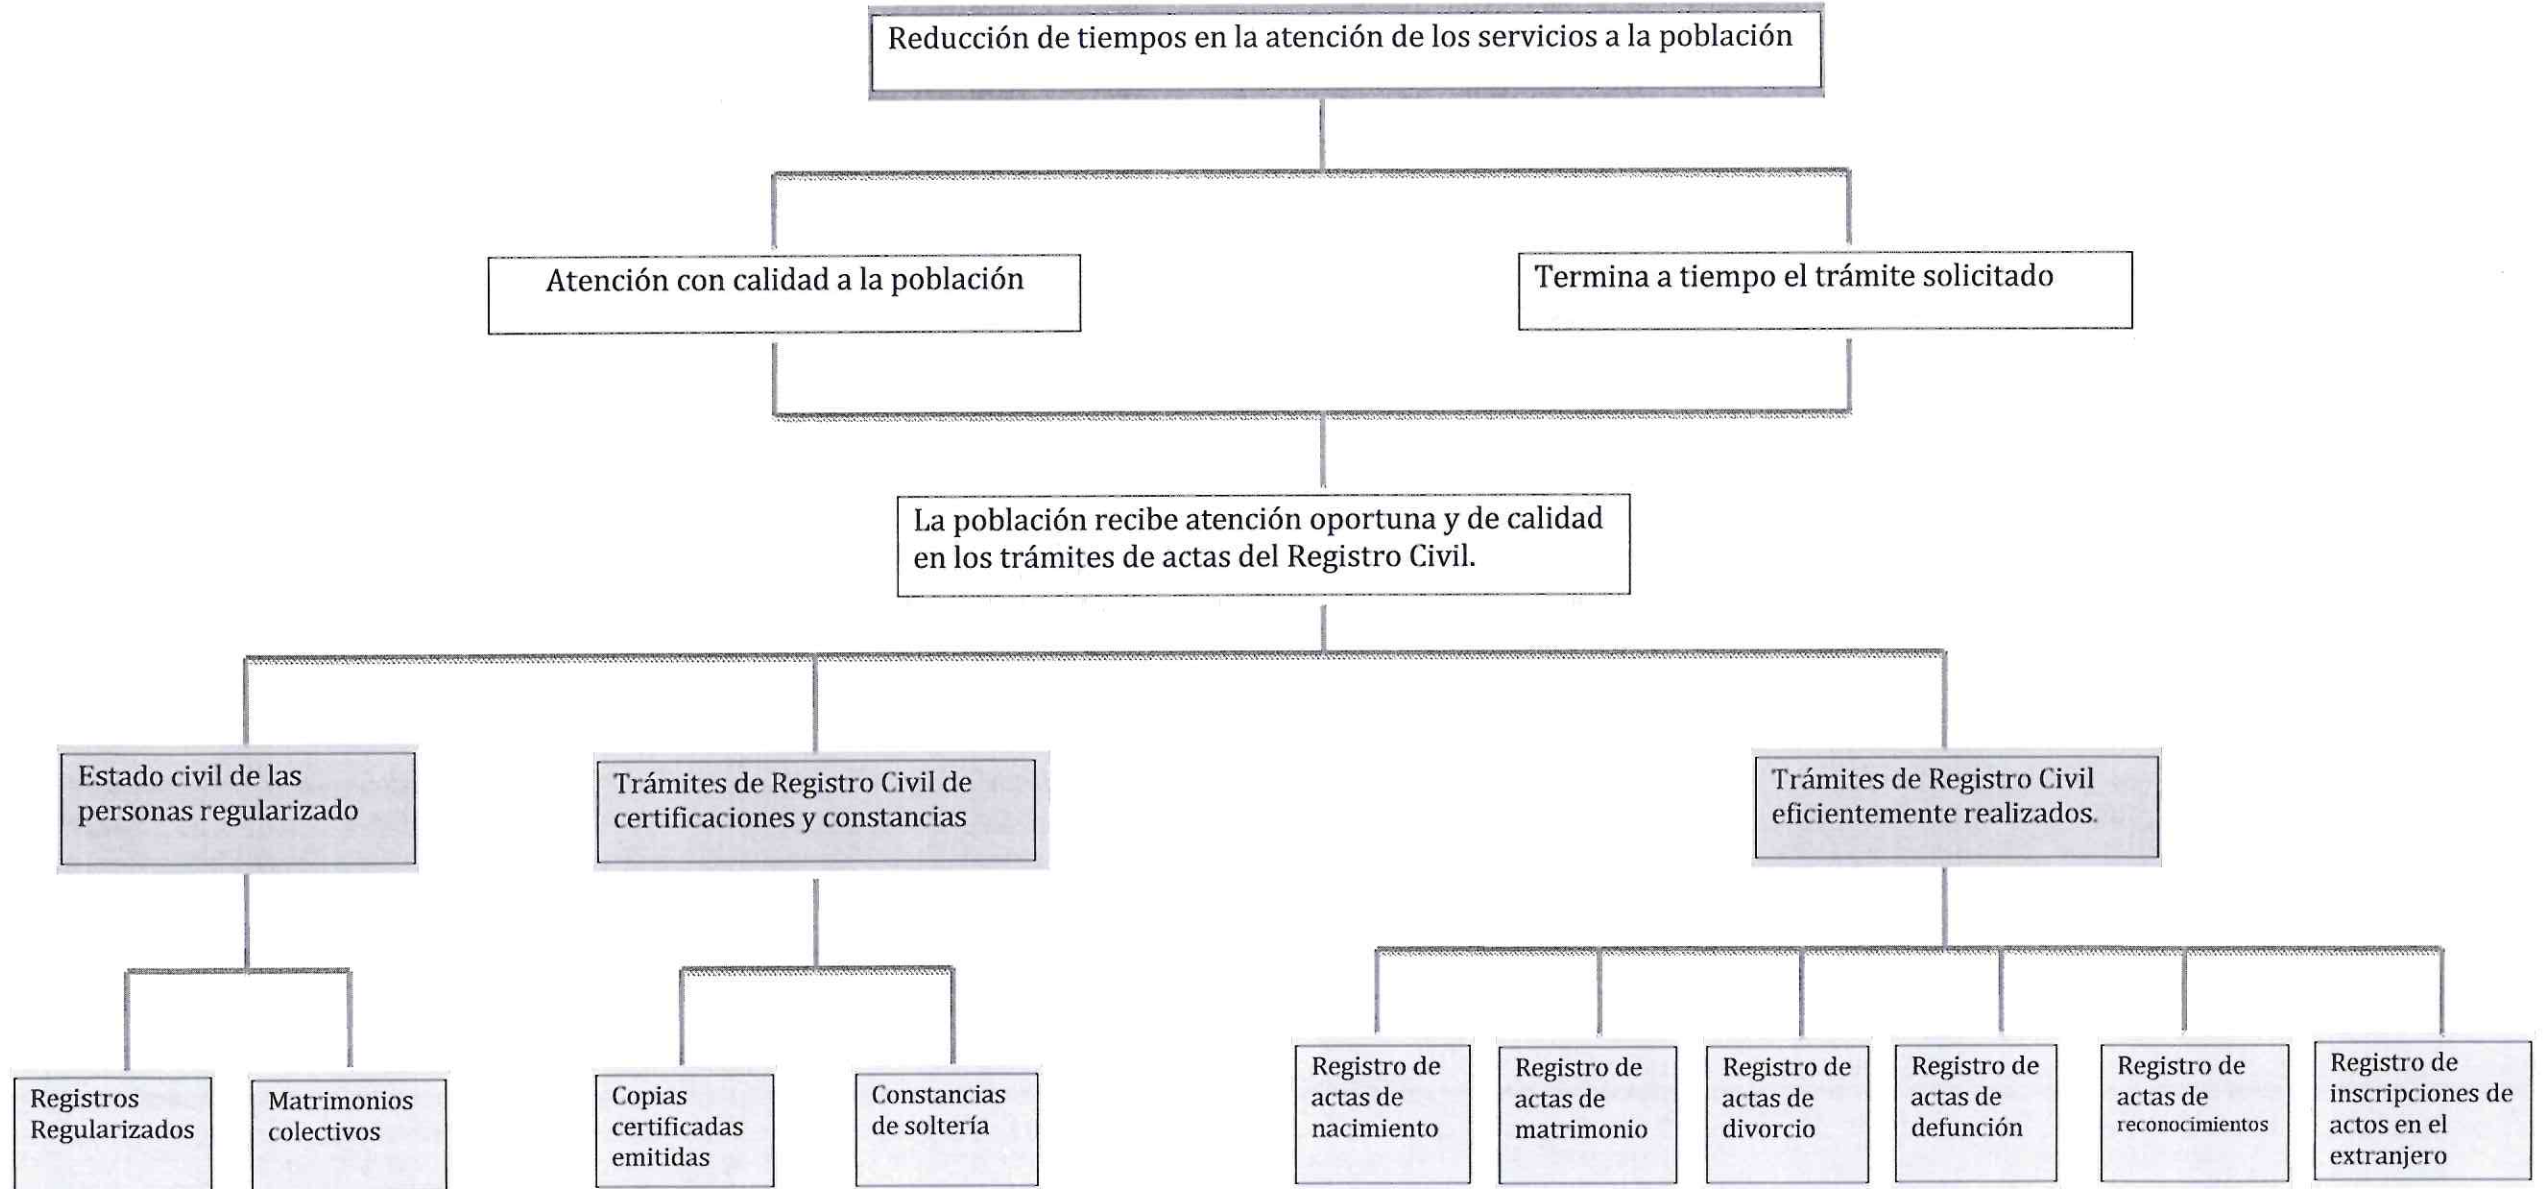 Reducción de tiempos en la atención de los servicios a la población
Atención con calidad a la población
Termina a tiempo el trámite solicitado
La población recibe atención oportuna y de calidad
en los trámites de actas del Registro Civil.
Estado civil de las
personas regularizado
Trámites de Registro Civil de
certificaciones y constancias
Trámites de Registro Civil
eficientemente realizados.
Registros
Regularizados
Matrimonios
colectivos
Copias
certificadas
emitidas
Constancias
de soltería
Registro de
actas de
nacimiento
Registro de
actas de
matrimonio
Registro de
actas de
divorcio
Registro de
actas de
defunción
Registro de
actas de
reconocimientos
Registro de
inscripciones de
actos en el
extranjero